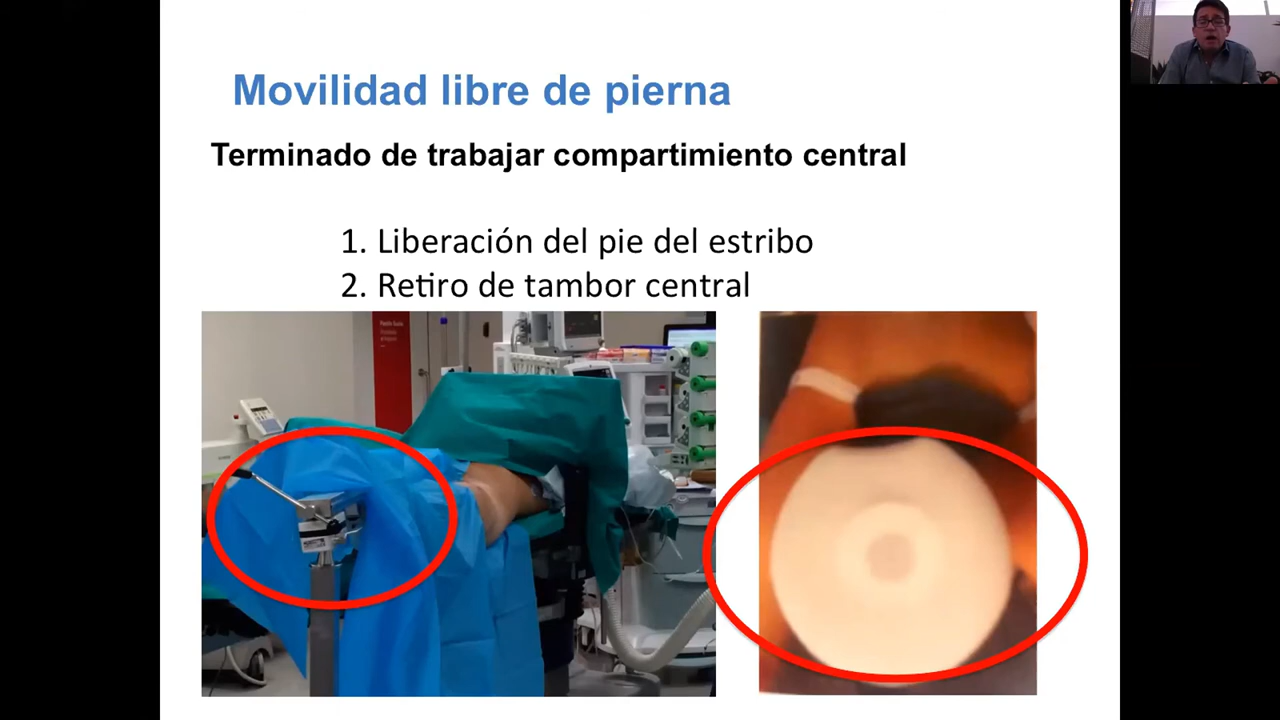 Movilidad libre de pierna
Terminado de trabajar compartimiento central
1. Liberación del pie del estribo
2. Retiro de tambor central